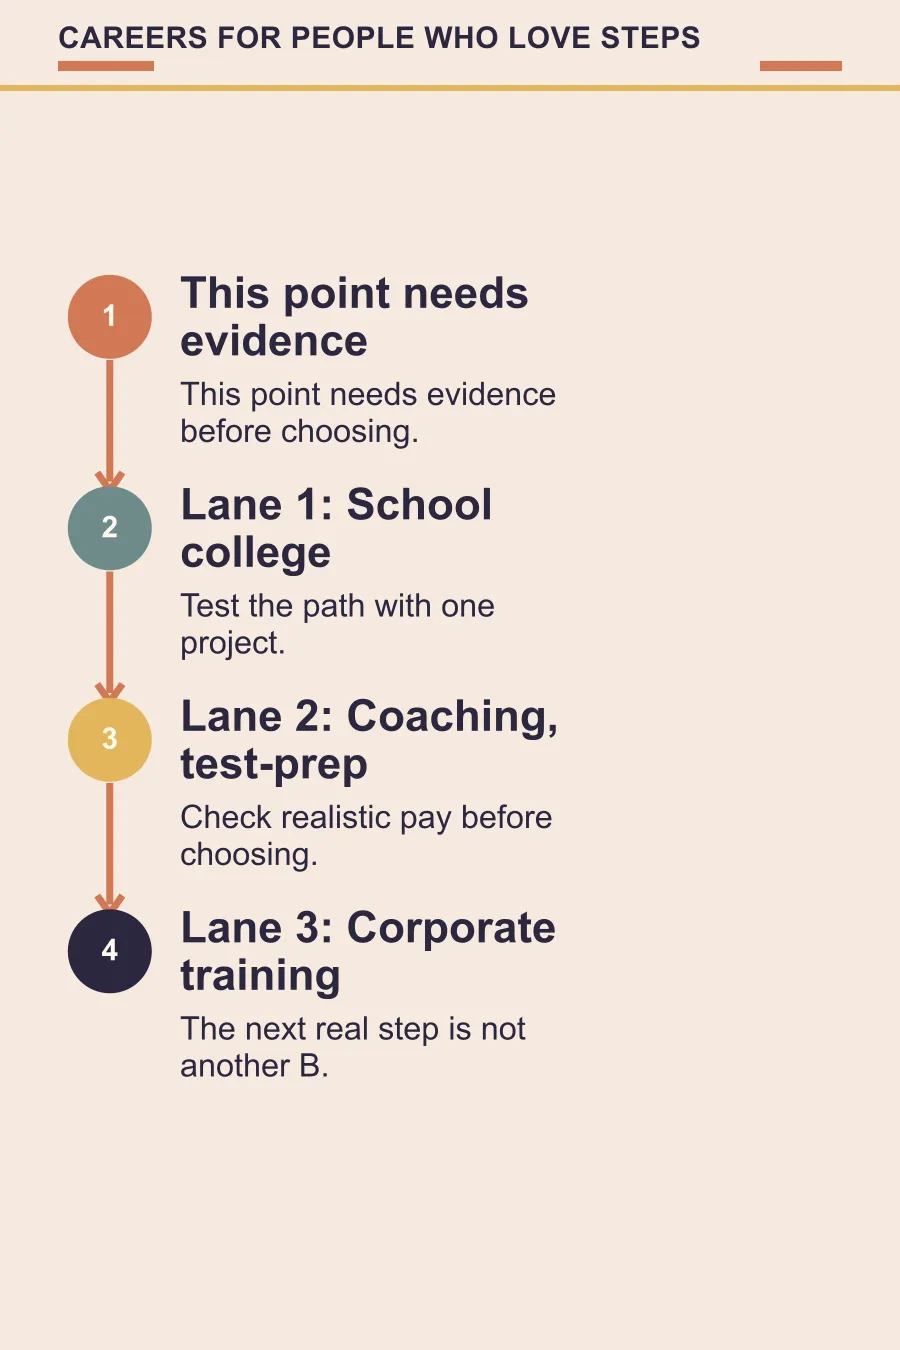 CAREERS FOR PEOPLE WHO LOVE STEPS
1
This point needs
evidence
This point needs evidence
before choosing.
2
Lane 1: School
college
Test the path with one
project.
3
Lane 2: Coaching,
test-prep
Check realistic pay before
choosing.
4
Lane 3: Corporate
training
The next real step is not
another B.